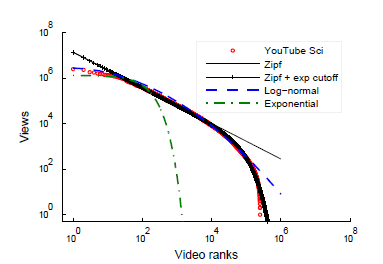 10^8
10^6
10^4
10^2
10^0
Views
YouTube Sci
Zipf
Zipf + exp cutoff
Log−normal
Exponential
10^0 10^2 10^4 10^6 10^8
Video ranks